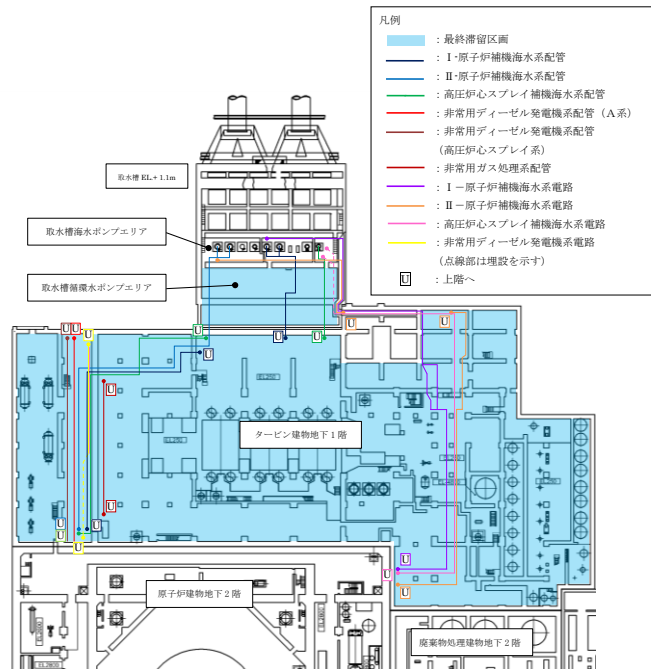 凡例
：最終滞留区画
：Ⅰ-原子炉補機海水系配管
：Ⅱ-原子炉補機海水系配管
：高圧炉心スプレイ補機海水系配管
：非常用ディーゼル発電機系配管（Ａ系）
：非常用ディーゼル発電機系配管
（高圧炉心スプレイ系）
：非常用ガス処理系配管
：Ⅰ－原子炉補機海水系電路
：Ⅱ－原子炉補機海水系電路
：高圧炉心スプレイ補機海水系電路
：非常用ディーゼル発電機系電路
（点線部は埋設を示す）
U ：上階へ
取水槽 EL.+ 1.1m
取水槽海水ポンプエリア
取水槽循環水ポンプエリア
U
U
U
U
U
U
U
U
U
U
タービン建物地下1階
U
U
U
U
U
U
U
U
U
原子炉建物地下２階
廃棄物処理建物地下２階